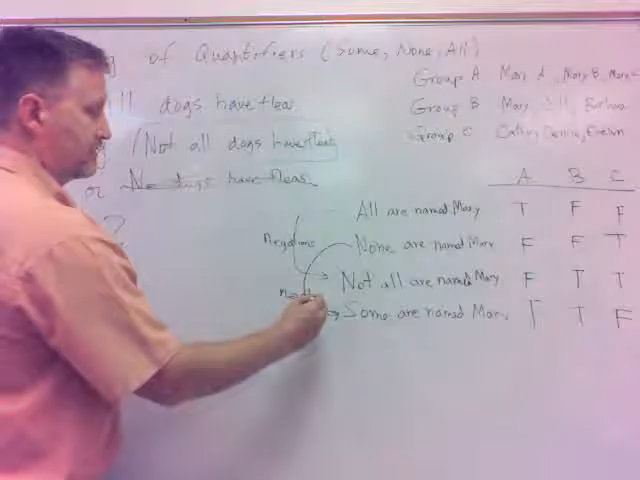 of Quantifiers (Some, None, All)
Group A Mary A, Mary B, Mary C
Group B Mary Jill Barbara
Group C Cathy, Denise, Evelyn
ll dogs have fleas.
(Not all dogs have fleas.
or No dogs have fleas.
?
A B C
All are named Mary T F F
negations None are named Mary F F T
Not all are named Mary F T T
Some are named Mary T T F